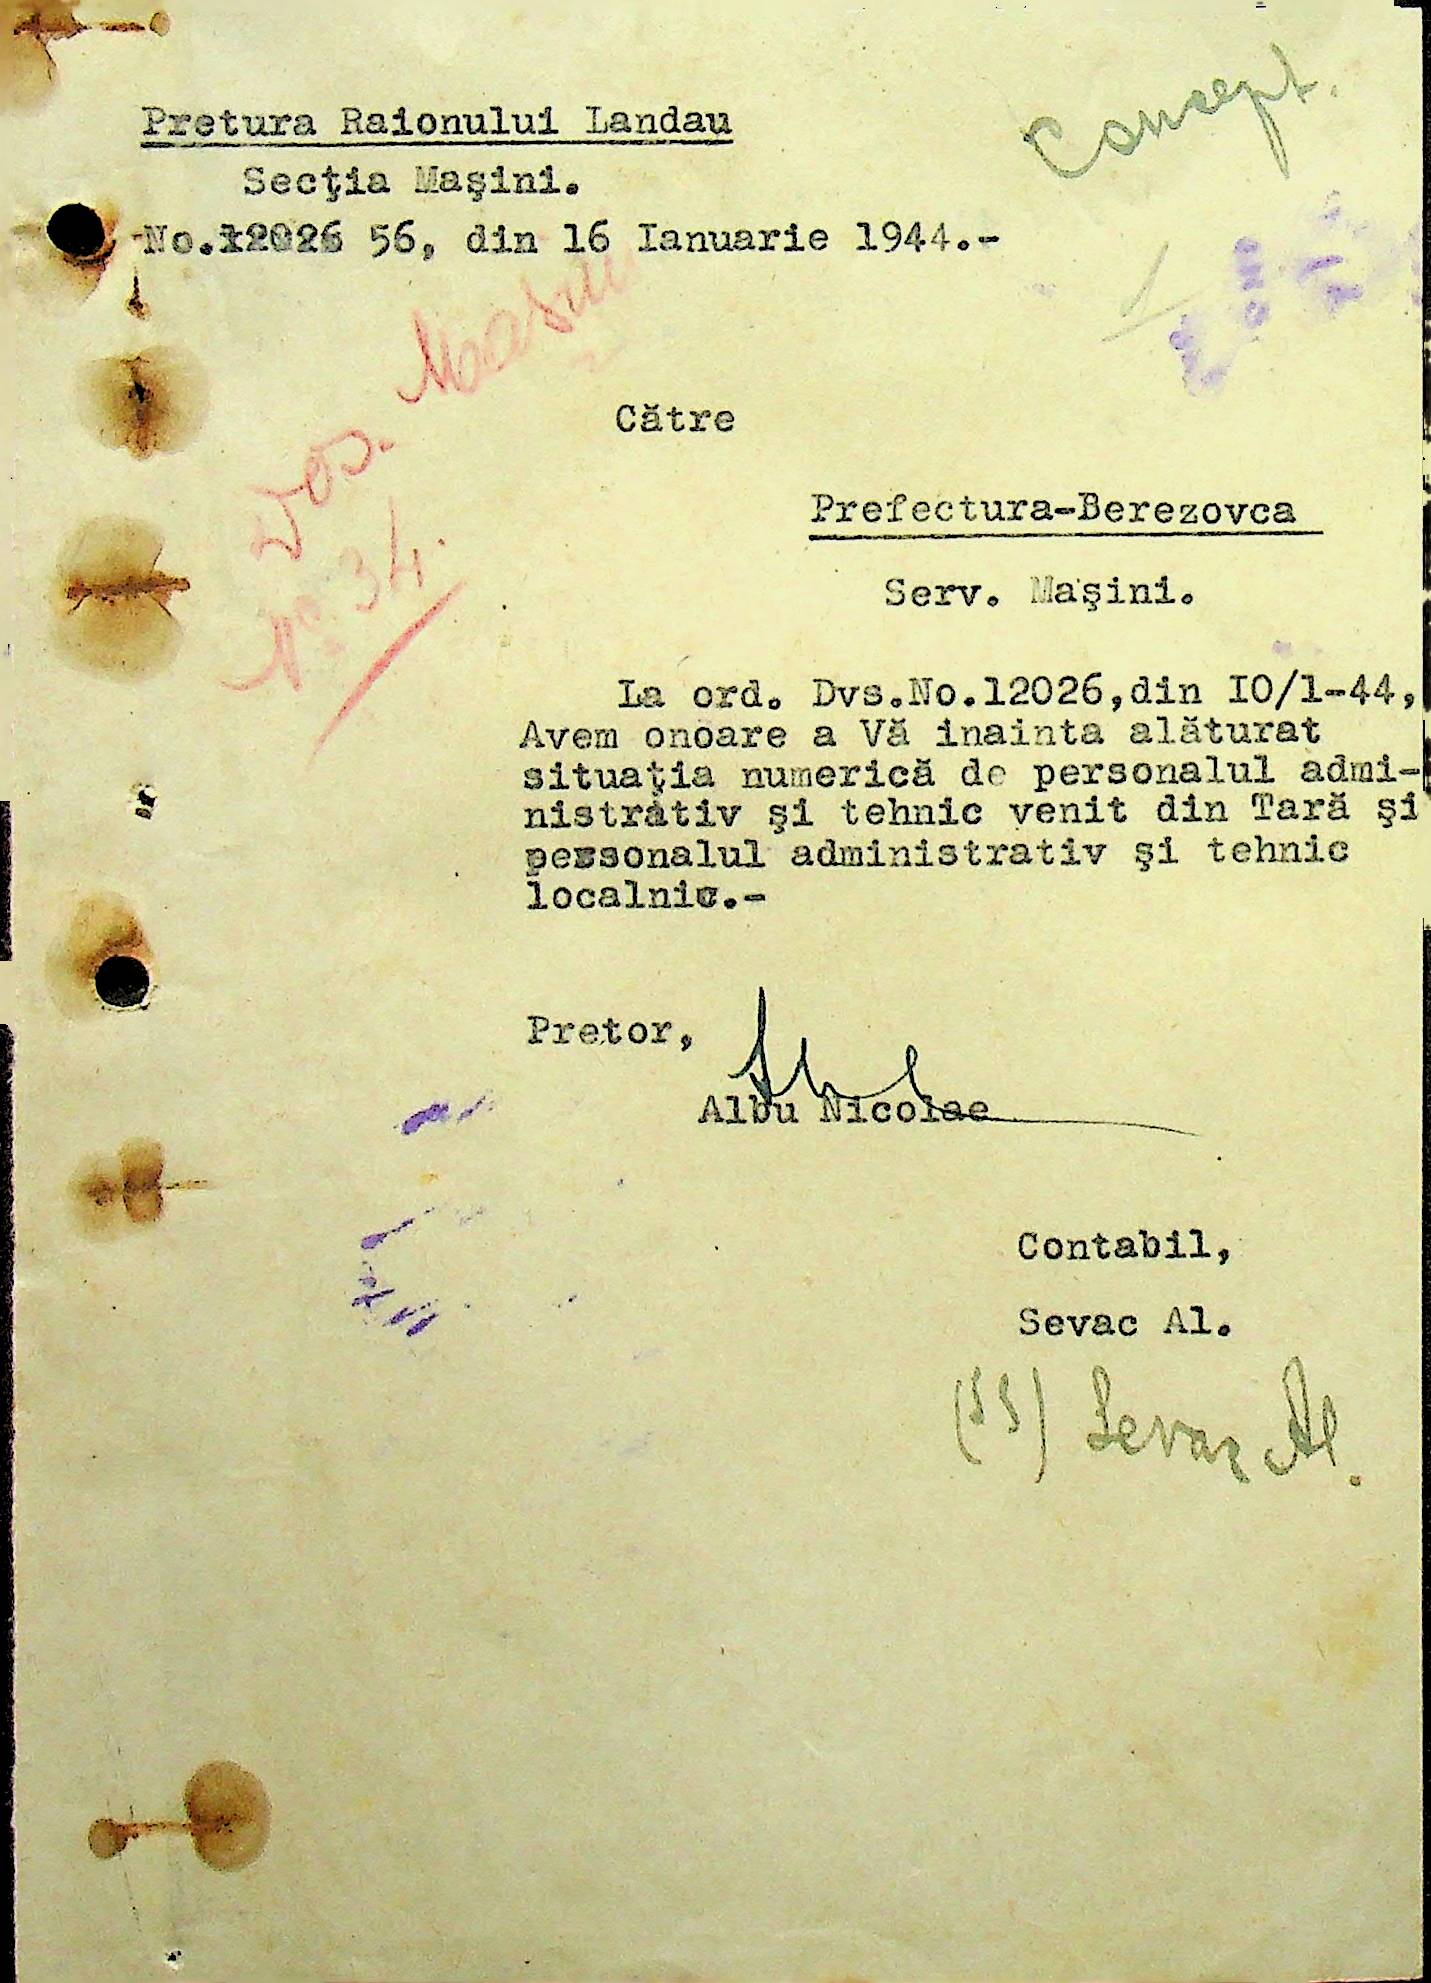 Concept.
Pretura Raionului Landau
Secţia Maşini.
No.12026 56, din 16 Ianuarie 1944.-
1
Dos. Masini
No 34.
Către
Prefectura-Berezovca
Serv. Maşini.
La ord. Dvs.No.12026,din IO/1-44,
Avem onoare a Vă inainta alăturat
situaţia numerică de personalul admi-
nistrativ şi tehnic venit din Tară şi
personalul administrativ şi tehnic
localnic.-
Pretor,
Albu Nicolae
Contabil,
Sevac Al.
(ss) Sevac Al.